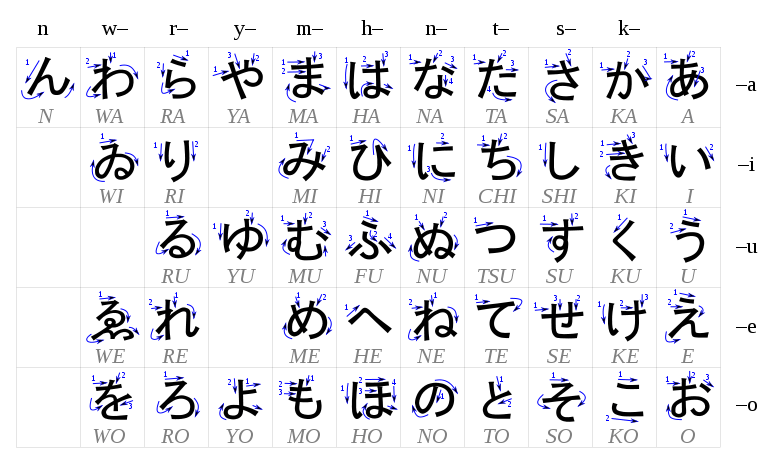 n w– r– y– m– h– n– t– s– k–
ん わ ら や ま は な た さ か あ –a
N WA RA YA MA HA NA TA SA KA A
ゐ り み ひ に ち し き い –i
WI RI MI HI NI CHI SHI KI I
る ゆ む ふ ぬ つ す く う –u
RU YU MU FU NU TSU SU KU U
ゑ れ め へ ね て せ け え –e
WE RE ME HE NE TE SE KE E
を ろ よ も ほ の と そ こ お –o
WO RO YO MO HO NO TO SO KO O